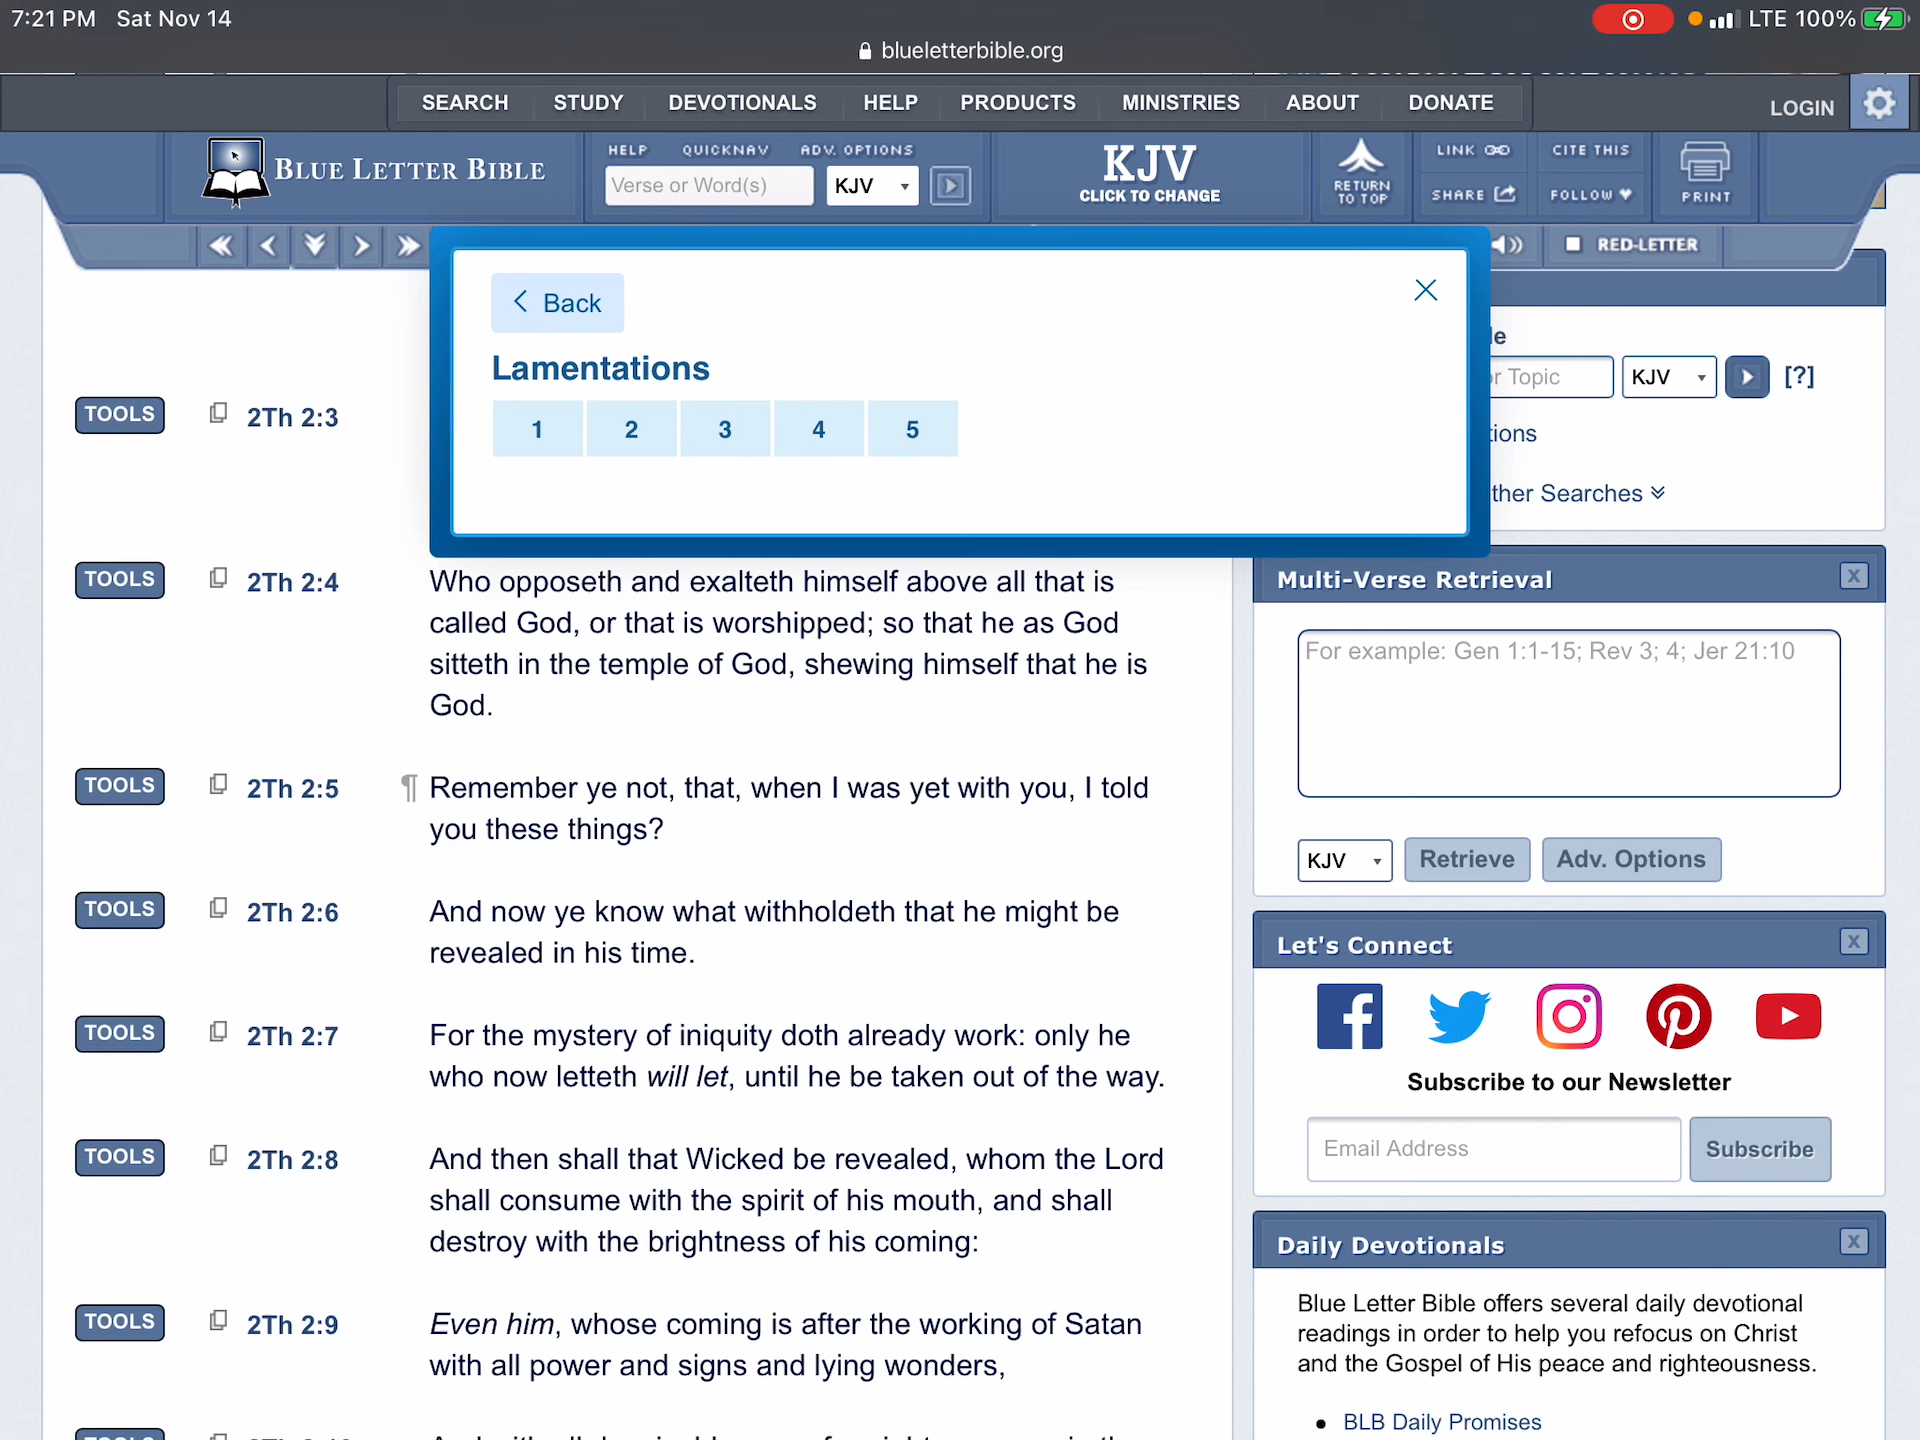 7:21 PM Sat Nov 14
LTE 100%
blueletterbible.org
SEARCH STUDY DEVOTIONALS HELP PRODUCTS MINISTRIES ABOUT DONATE
LOGIN
BLUE LETTER BIBLE
HELP QUICKNAV ADV. OPTIONS
Verse or Word(s) KJV
KJV
CLICK TO CHANGE
RETURN
TO TOP
LINK
SHARE
CITE THIS
FOLLOW
PRINT
RED-LETTER
Back
Lamentations
1 2 3 4 5
or Topic KJV [?]
tions
ther Searches
TOOLS 2Th 2:3
TOOLS 2Th 2:4 Who opposeth and exalteth himself above all that is
called God, or that is worshipped; so that he as God
sitteth in the temple of God, shewing himself that he is
God.
TOOLS 2Th 2:5 ¶ Remember ye not, that, when I was yet with you, I told
you these things?
TOOLS 2Th 2:6 And now ye know what withholdeth that he might be
revealed in his time.
TOOLS 2Th 2:7 For the mystery of iniquity doth already work: only he
who now letteth will let, until he be taken out of the way.
TOOLS 2Th 2:8 And then shall that Wicked be revealed, whom the Lord
shall consume with the spirit of his mouth, and shall
destroy with the brightness of his coming:
TOOLS 2Th 2:9 Even him, whose coming is after the working of Satan
with all power and signs and lying wonders,
Multi-Verse Retrieval X
For example: Gen 1:1-15; Rev 3; 4; Jer 21:10
KJV Retrieve Adv. Options
Let's Connect X
Subscribe to our Newsletter
Email Address Subscribe
Daily Devotionals X
Blue Letter Bible offers several daily devotional
readings in order to help you refocus on Christ
and the Gospel of His peace and righteousness.
• BLB Daily Promises